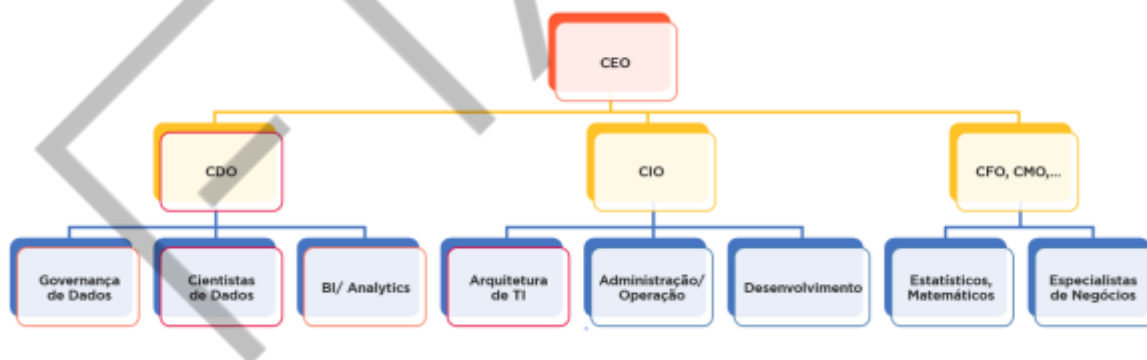 CEO
CDO
CIO
CFO, CMO,...
Governança
de Dados
Cientistas
de Dados
BI/ Analytics
Arquitetura
de TI
Administração/
Operação
Desenvolvimento
Estatísticos,
Matemáticos
Especialistas
de Negócios